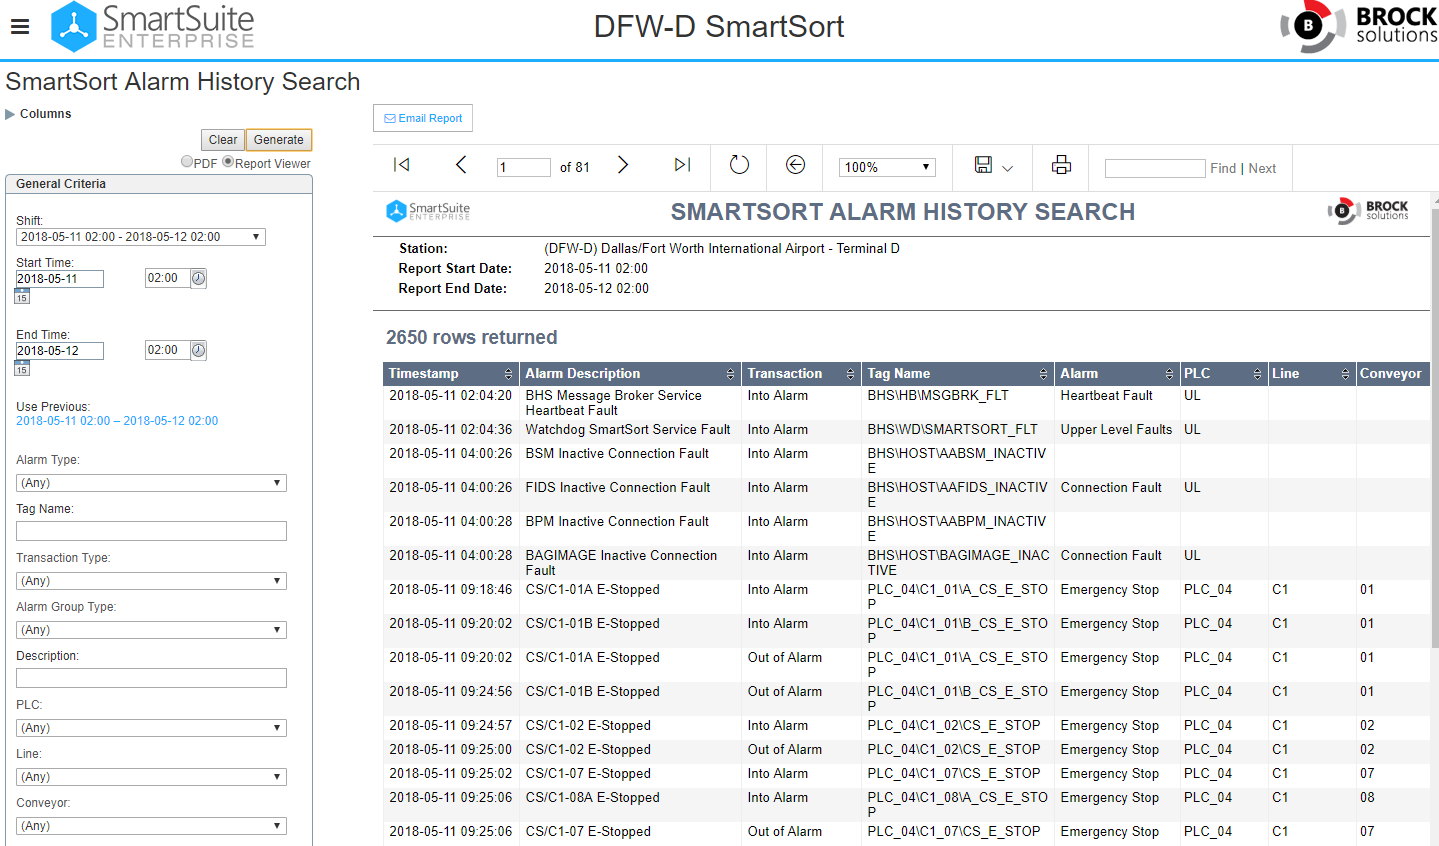 SmartSuite
ENTERPRISE
DFW-D SmartSort
B
BROCK
solutions
SmartSort Alarm History Search
Columns
Clear
Generate
PDF
Report Viewer
General Criteria
Shift:
2018-05-11 02:00 - 2018-05-12 02:00
Start Time:
2018-05-11
02:00
15
End Time:
2018-05-12
02:00
15
Use Previous:
2018-05-11 02:00 – 2018-05-12 02:00
Alarm Type:
(Any)
Tag Name:
Transaction Type:
(Any)
Alarm Group Type:
(Any)
Description:
PLC:
(Any)
Line:
(Any)
Conveyor:
(Any)
Email Report
1 of 81
100%
Find | Next
SmartSuite
ENTERPRISE
SMARTSORT ALARM HISTORY SEARCH
B
BROCK
solutions
Station: (DFW-D) Dallas/Fort Worth International Airport - Terminal D
Report Start Date: 2018-05-11 02:00
Report End Date: 2018-05-12 02:00
2650 rows returned
Timestamp Alarm Description Transaction Tag Name Alarm PLC Line Conveyor
2018-05-11 02:04:20 BHS Message Broker Service Into Alarm BHS\HB\MSGBRK_FLT Heartbeat Fault UL
Heartbeat Fault
2018-05-11 02:04:36 Watchdog SmartSort Service Fault Into Alarm BHS\WD\SMARTSORT_FLT Upper Level Faults UL
2018-05-11 04:00:26 BSM Inactive Connection Fault Into Alarm BHS\HOST\AABSM_INACTIV
E
2018-05-11 04:00:26 FIDS Inactive Connection Fault Into Alarm BHS\HOST\AAFIDS_INACTIV Connection Fault UL
E
2018-05-11 04:00:28 BPM Inactive Connection Fault Into Alarm BHS\HOST\AABPM_INACTIV
E
2018-05-11 04:00:28 BAGIMAGE Inactive Connection Into Alarm BHS\HOST\BAGIMAGE_INAC Connection Fault UL
Fault TIVE
2018-05-11 09:18:46 CS/C1-01A E-Stopped Into Alarm PLC_04\C1_01\A_CS_E_STO Emergency Stop PLC_04 C1 01
P
2018-05-11 09:20:02 CS/C1-01B E-Stopped Into Alarm PLC_04\C1_01\B_CS_E_STO Emergency Stop PLC_04 C1 01
P
2018-05-11 09:20:02 CS/C1-01A E-Stopped Out of Alarm PLC_04\C1_01\A_CS_E_STO Emergency Stop PLC_04 C1 01
P
2018-05-11 09:24:56 CS/C1-01B E-Stopped Out of Alarm PLC_04\C1_01\B_CS_E_STO Emergency Stop PLC_04 C1 01
P
2018-05-11 09:24:57 CS/C1-02 E-Stopped Into Alarm PLC_04\C1_02\CS_E_STOP Emergency Stop PLC_04 C1 02
2018-05-11 09:25:00 CS/C1-02 E-Stopped Out of Alarm PLC_04\C1_02\CS_E_STOP Emergency Stop PLC_04 C1 02
2018-05-11 09:25:02 CS/C1-07 E-Stopped Into Alarm PLC_04\C1_07\CS_E_STOP Emergency Stop PLC_04 C1 07
2018-05-11 09:25:06 CS/C1-08A E-Stopped Into Alarm PLC_04\C1_08\A_CS_E_STO Emergency Stop PLC_04 C1 08
P
2018-05-11 09:25:06 CS/C1-07 E-Stopped Out of Alarm PLC_04\C1_07\CS_E_STOP Emergency Stop PLC_04 C1 07